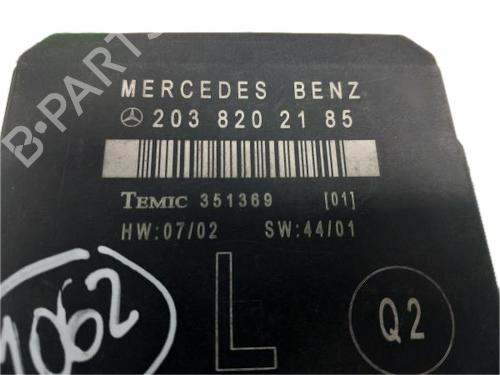 B-PARTS
MERCEDES BENZ
203 820 21 85
TEMIC 351369 [01]
HW:07/02 SW:44/01
L
Q2
1062